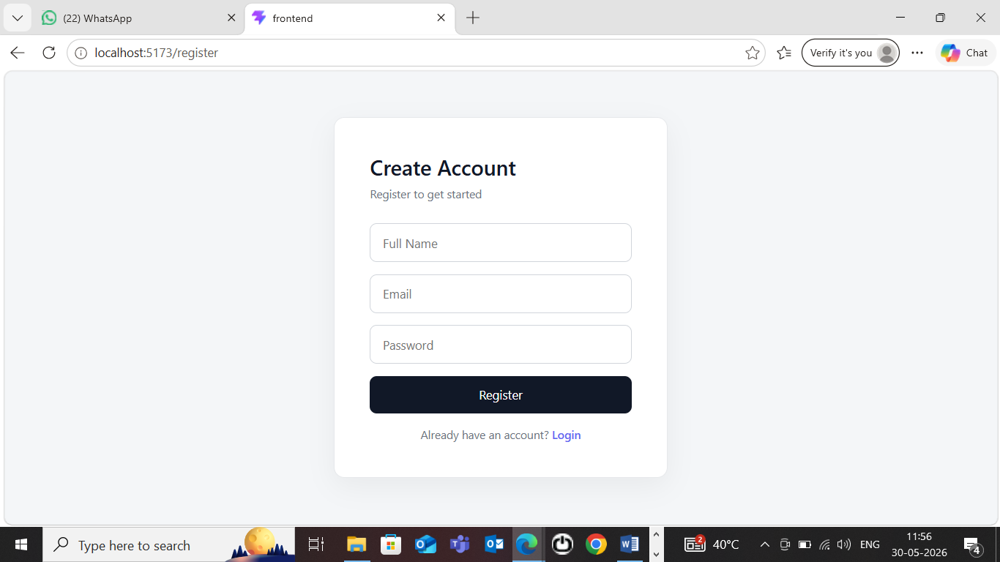 (22) WhatsApp
frontend
localhost:5173/register
Verify it's you
Chat
Create Account
Register to get started
Full Name
Email
Password
Register
Already have an account? Login
Type here to search
2
40°C
ENG
11:56
30-05-2026
4